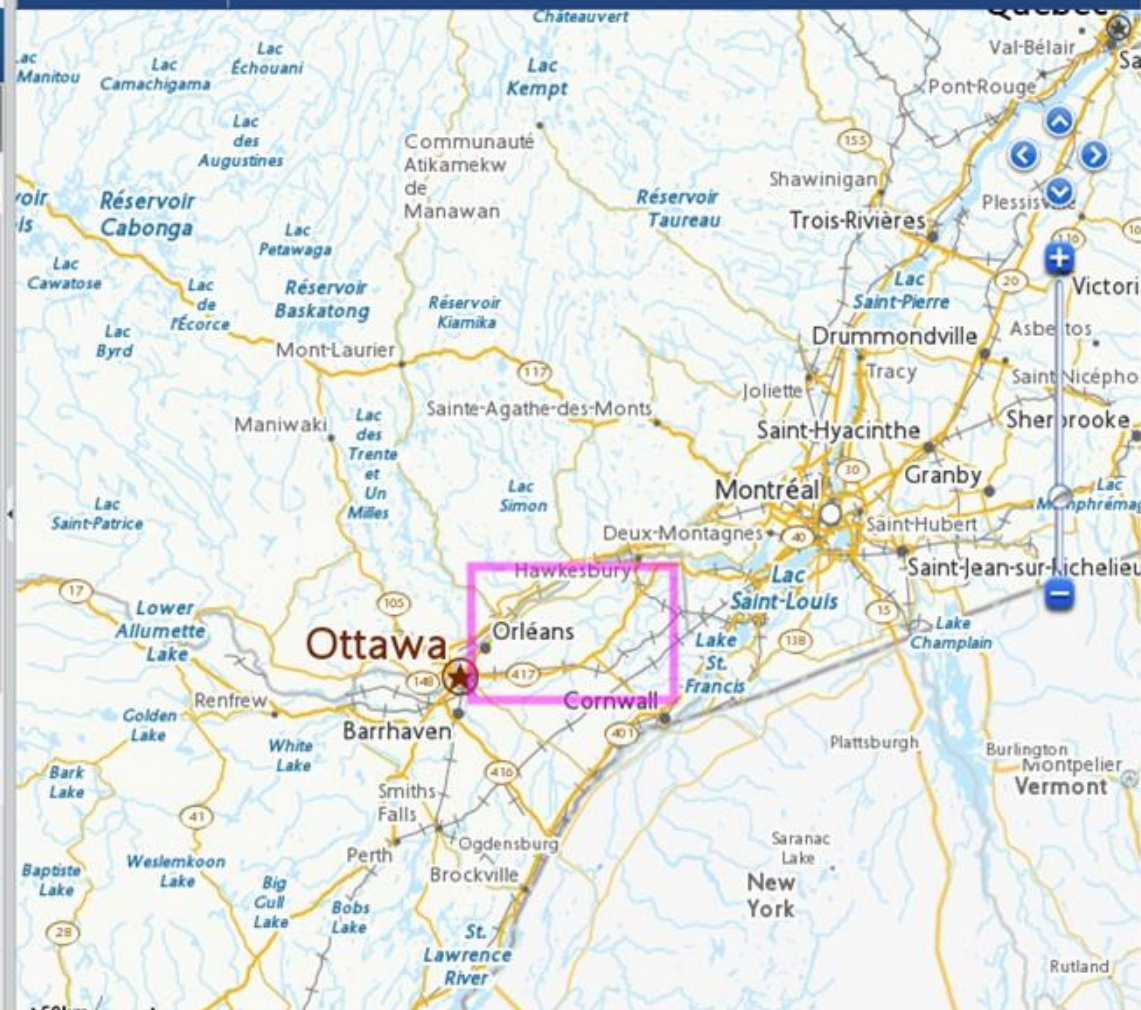 Châteauvert
Québec
Val-Bélair
Sa
Pont-Rouge
Lac
Manitou
Lac
Camachigama
Lac
Échouani
Lac
Kempt
Lac
des
Augustines
Communauté
Atikamekw
de
Manawan
155
Shawinigan
Plessisv
Réservoir
Taureau
Trois-Rivières
116
voir
Réservoir
Cabonga
Lac
Petawaga
Lac
Cawatose
Lac
de
l'Écorce
Réservoir
Baskatong
Réservoir
Kiamika
Lac
Saint-Pierre
20
Victori
Lac
Byrd
Mont-Laurier
117
Drummondville
Asbestos
Tracy
Joliette
Saint-Nicépho
Maniwaki
Sainte-Agathe-des-Monts
Saint-Hyacinthe
Sherbrooke
Lac
des
Trente
et
Un
Milles
30
Granby
Lac
Saint-Patrice
Lac
Simon
Montréal
Lac
Deux-Montagnes
40
Saint-Hubert
Hawkesbury
Lac
Saint-Louis
Saint-Jean-sur-Richelieu
17
Lower
Allumette
Lake
105
15
Lake
Champlain
Ottawa
Orléans
Lake
St.
Francis
138
148
417
Renfrew
Cornwall
Barrhaven
401
Golden
Lake
White
Lake
Plattsburgh
Burlington
Montpelier
Vermont
Bark
Lake
416
Smiths
Falls
41
Perth
Ogdensburg
Saranac
Lake
Brockville
Baptiste
Lake
Weslemkoon
Lake
Big
Gull
Lake
Bobs
Lake
New
York
28
St.
Lawrence
River
Rutland